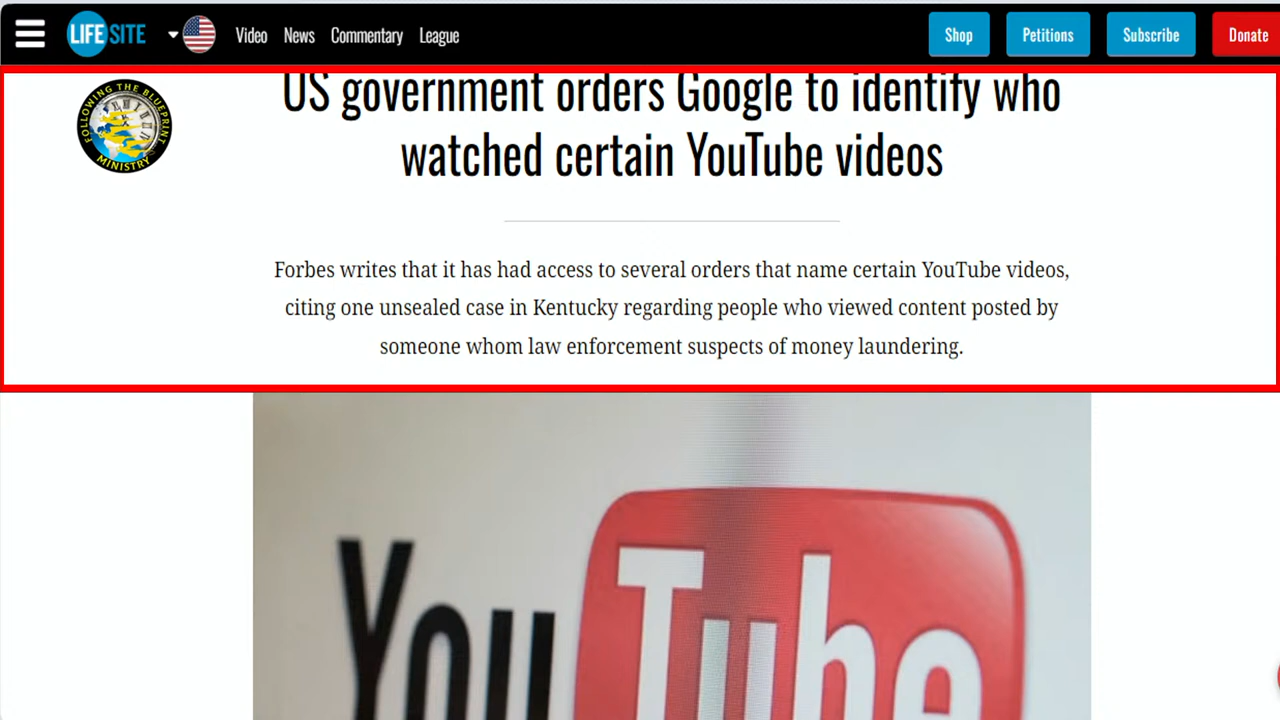 LIFE SITE Video News Commentary League Shop Petitions Subscribe Donate
FOLLOWING THE BLUEPRINT
MINISTRY
US government orders Google to identify who
watched certain YouTube videos
Forbes writes that it has had access to several orders that name certain YouTube videos,
citing one unsealed case in Kentucky regarding people who viewed content posted by
someone whom law enforcement suspects of money laundering.
You Tube